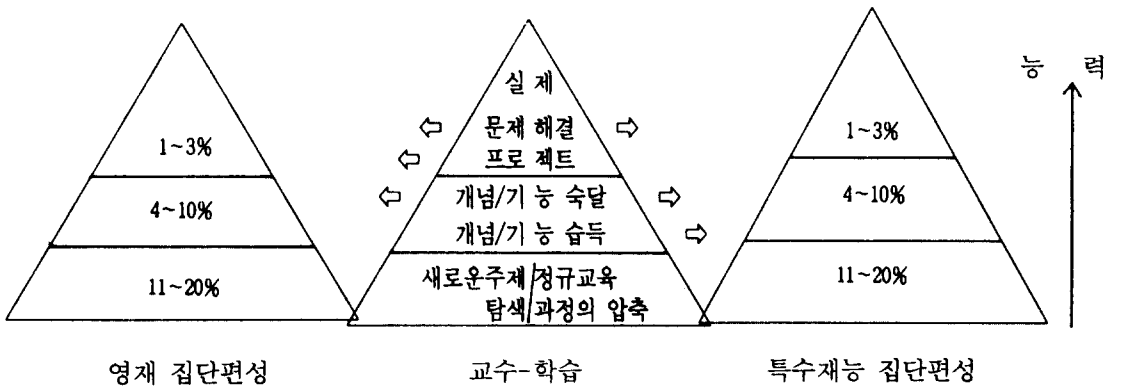 1~3%
4~10%
11~20%
영재 집단편성
실 제
문제 해결
프로 젝트
개념/기 능 숙달
개념/기 능 습득
새로운주제/정규교육
탐색/과정의 압축
교수-학습
1~3%
4~10%
11~20%
특수재능 집단편성
능 력